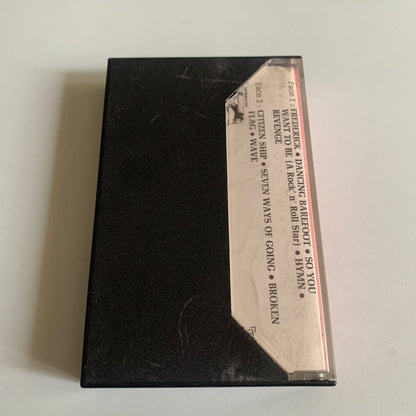 Face 1 : FREDERICK • DANCING BAREFOOT • SO YOU
WANT TO BE (A Rock' n' Roll Star) • HYMN •
REVENGE
Face 2 : CITIZEN SHIP • SEVEN WAYS OF GOING • BROKEN
FLAG • WAVE